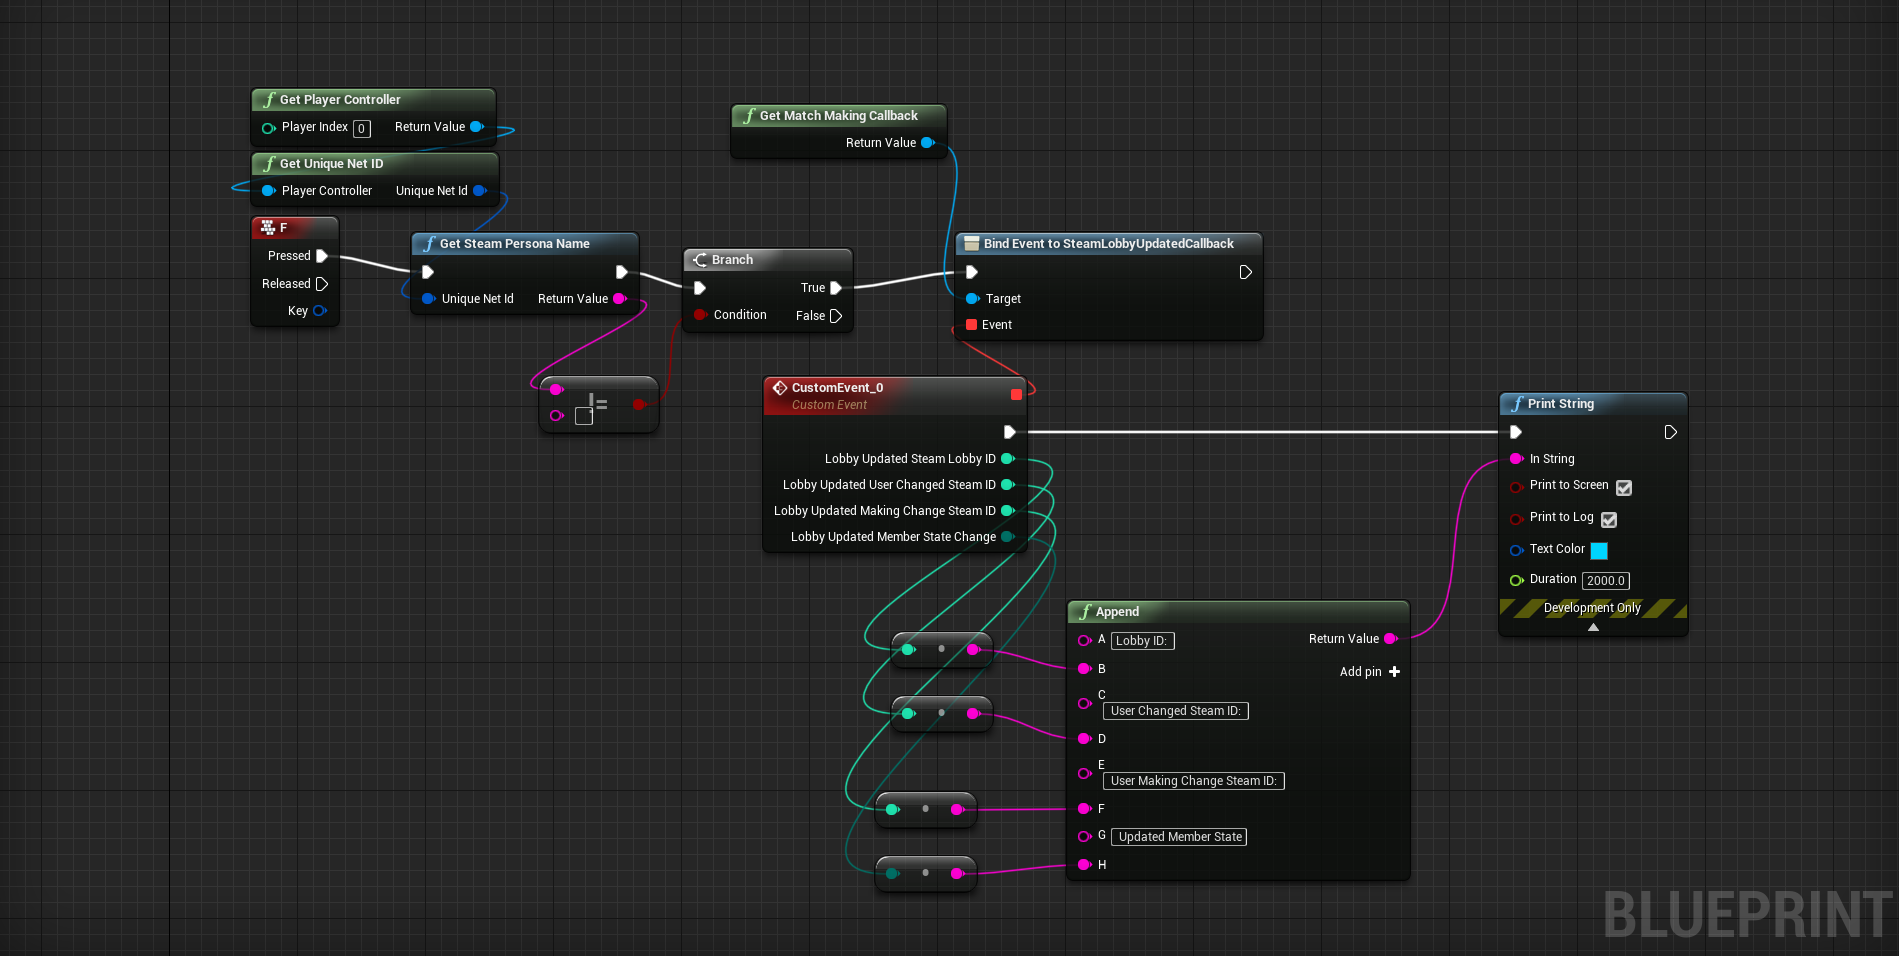 Get Player Controller
Player Index 0 Return Value
Get Unique Net ID
Player Controller Unique Net Id
F
Pressed
Released
Key
Get Steam Persona Name
Unique Net Id Return Value
Branch
True
Condition False
!=
Get Match Making Callback
Return Value
Bind Event to SteamLobbyUpdatedCallback
Target
Event
CustomEvent_0
Custom Event
Lobby Updated Steam Lobby ID
Lobby Updated User Changed Steam ID
Lobby Updated Making Change Steam ID
Lobby Updated Member State Change
Append
A Lobby ID: Return Value
B Add pin
C
User Changed Steam ID:
D
E
User Making Change Steam ID:
F
G Updated Member State
H
Print String
In String
Print to Screen
Print to Log
Text Color
Duration 2000.0
Development Only
BLUEPRINT